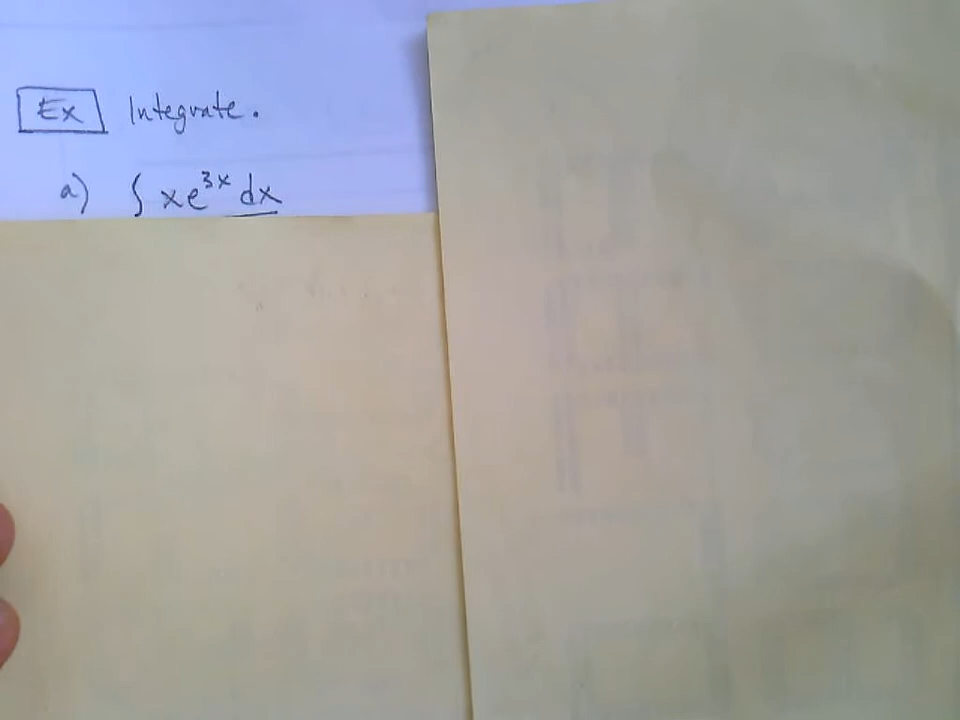 Ex Integrate.
a) ∫ xe^{3x} dx